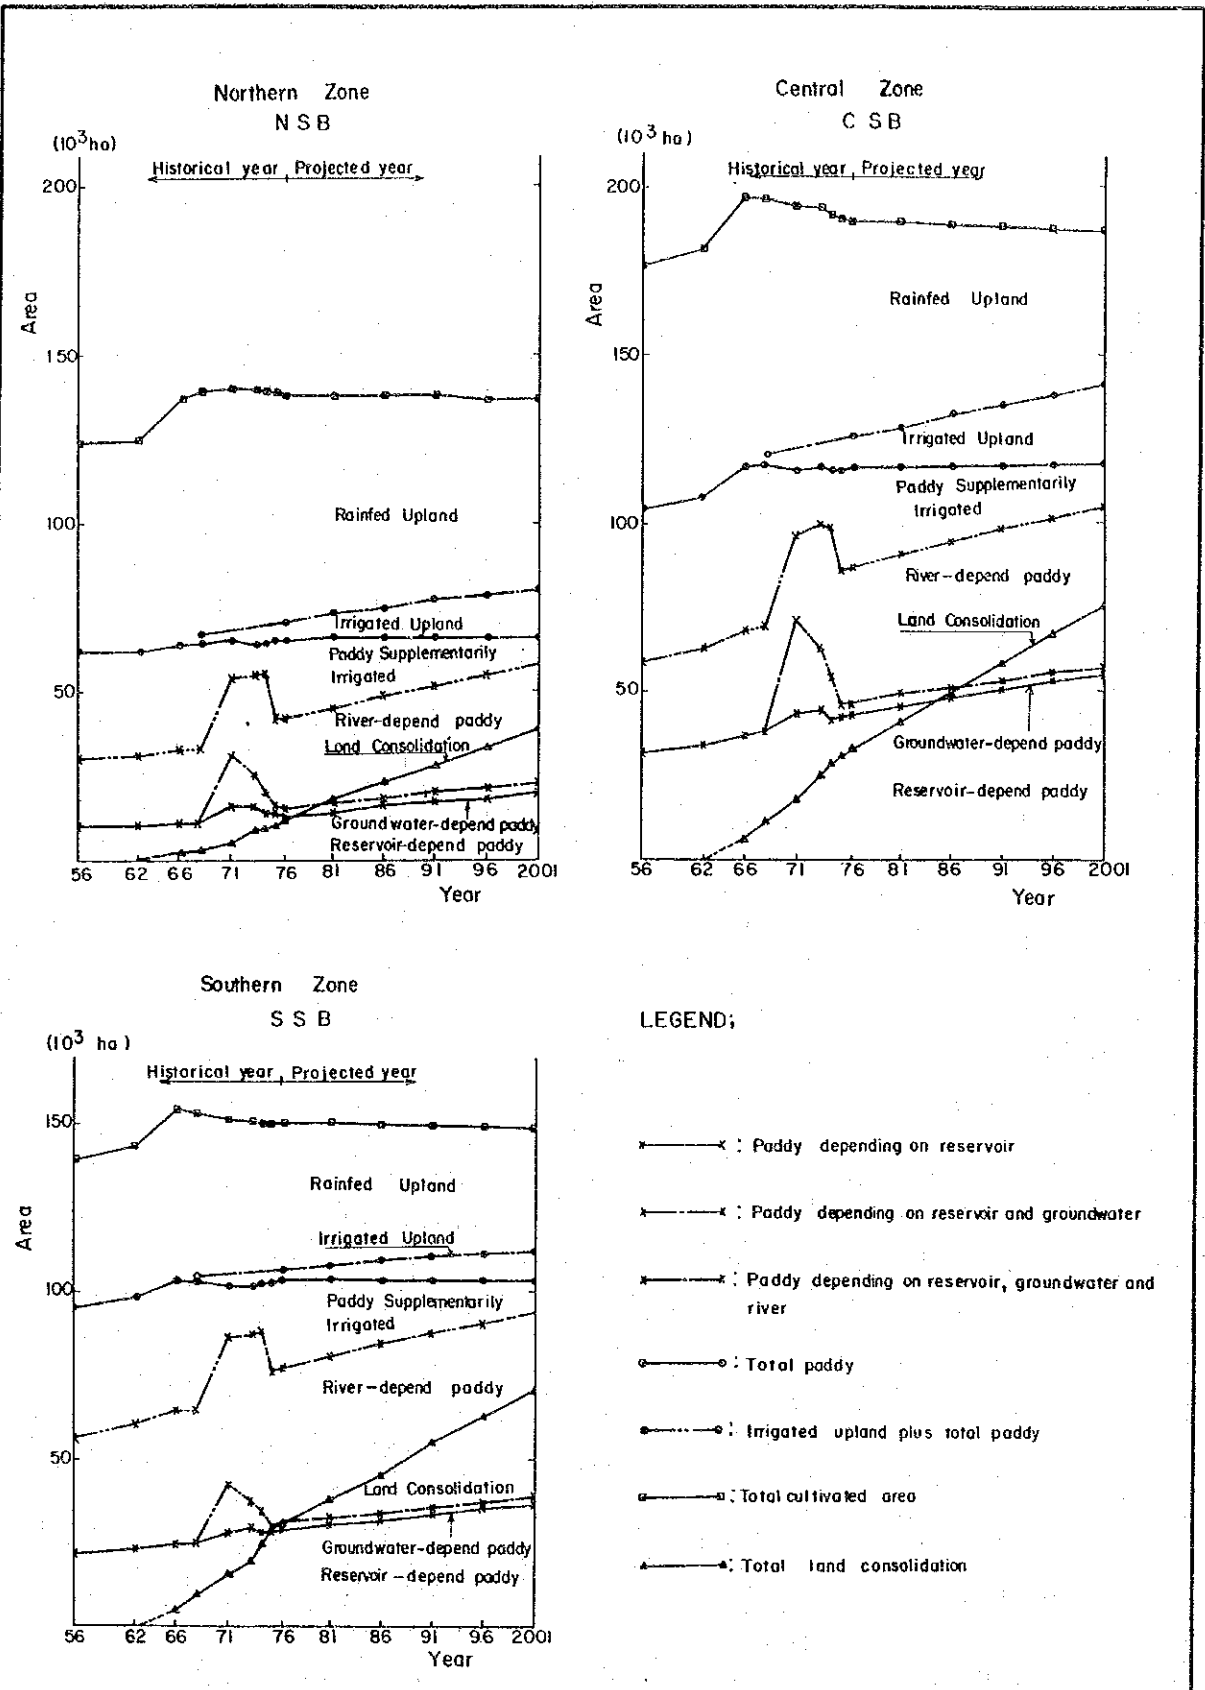 Northern Zone
N S B
(10³ ha)
Historical year, Projected year
200
150
100
50
Area
Rainfed Upland
Irrigated Upland
Paddy Supplementarily
Irrigated
River-depend paddy
Land Consolidation
Groundwater-depend paddy
Reservoir-depend paddy
56 62 66 71 76 81 86 91 96 2001
Year
Central Zone
C S B
(10³ ha)
Historical year, Projected year
200
150
100
50
Area
Rainfed Upland
Irrigated Upland
Paddy Supplementarily
Irrigated
River-depend paddy
Land Consolidation
Groundwater-depend paddy
Reservoir-depend paddy
56 62 66 71 76 81 86 91 96 2001
Year
Southern Zone
S S B
(10³ ha)
Historical year, Projected year
150
100
50
Area
Rainfed Upland
Irrigated Upland
Paddy Supplementarily
Irrigated
River-depend paddy
Land Consolidation
Groundwater-depend paddy
Reservoir-depend paddy
56 62 66 71 76 81 86 91 96 2001
Year
LEGEND;
: Paddy depending on reservoir
: Paddy depending on reservoir and groundwater
: Paddy depending on reservoir, groundwater and
river
: Total paddy
: Irrigated upland plus total paddy
: Total cultivated area
: Total land consolidation